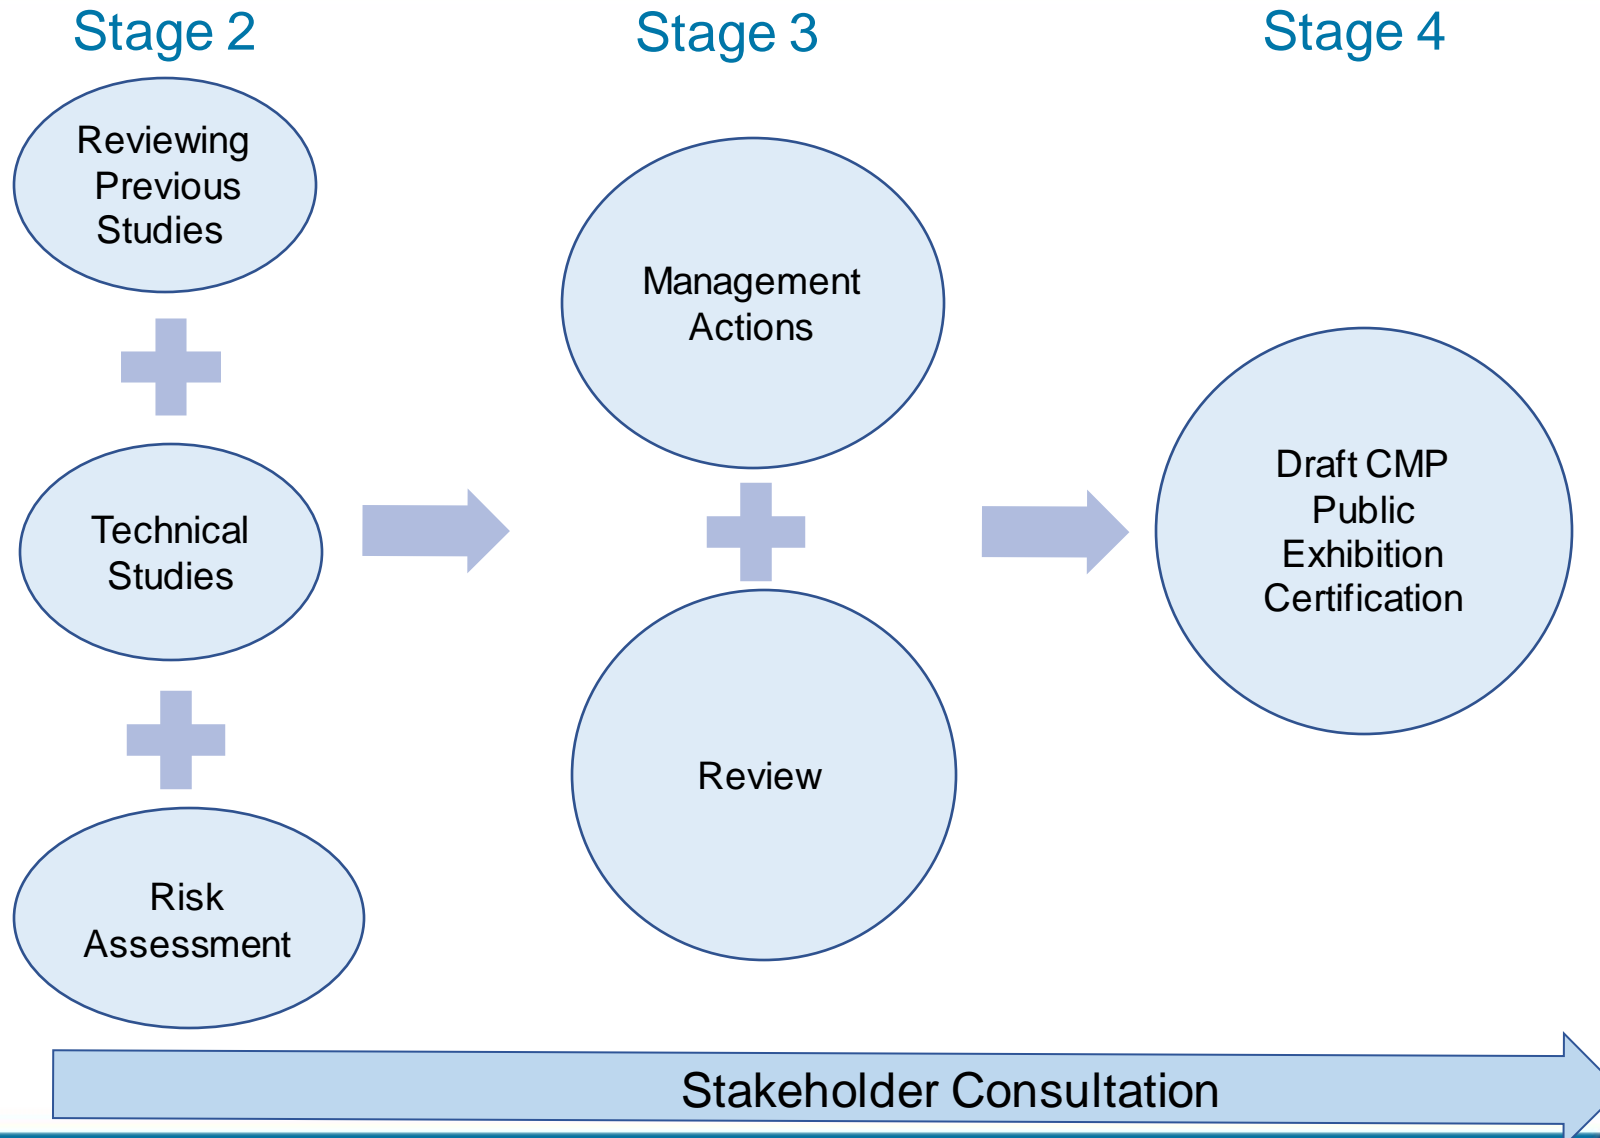 Stage 2
Stage 3
Stage 4
Reviewing
Previous
Studies
Technical
Studies
Risk
Assessment
Management
Actions
Review
Draft CMP
Public
Exhibition
Certification
Stakeholder Consultation